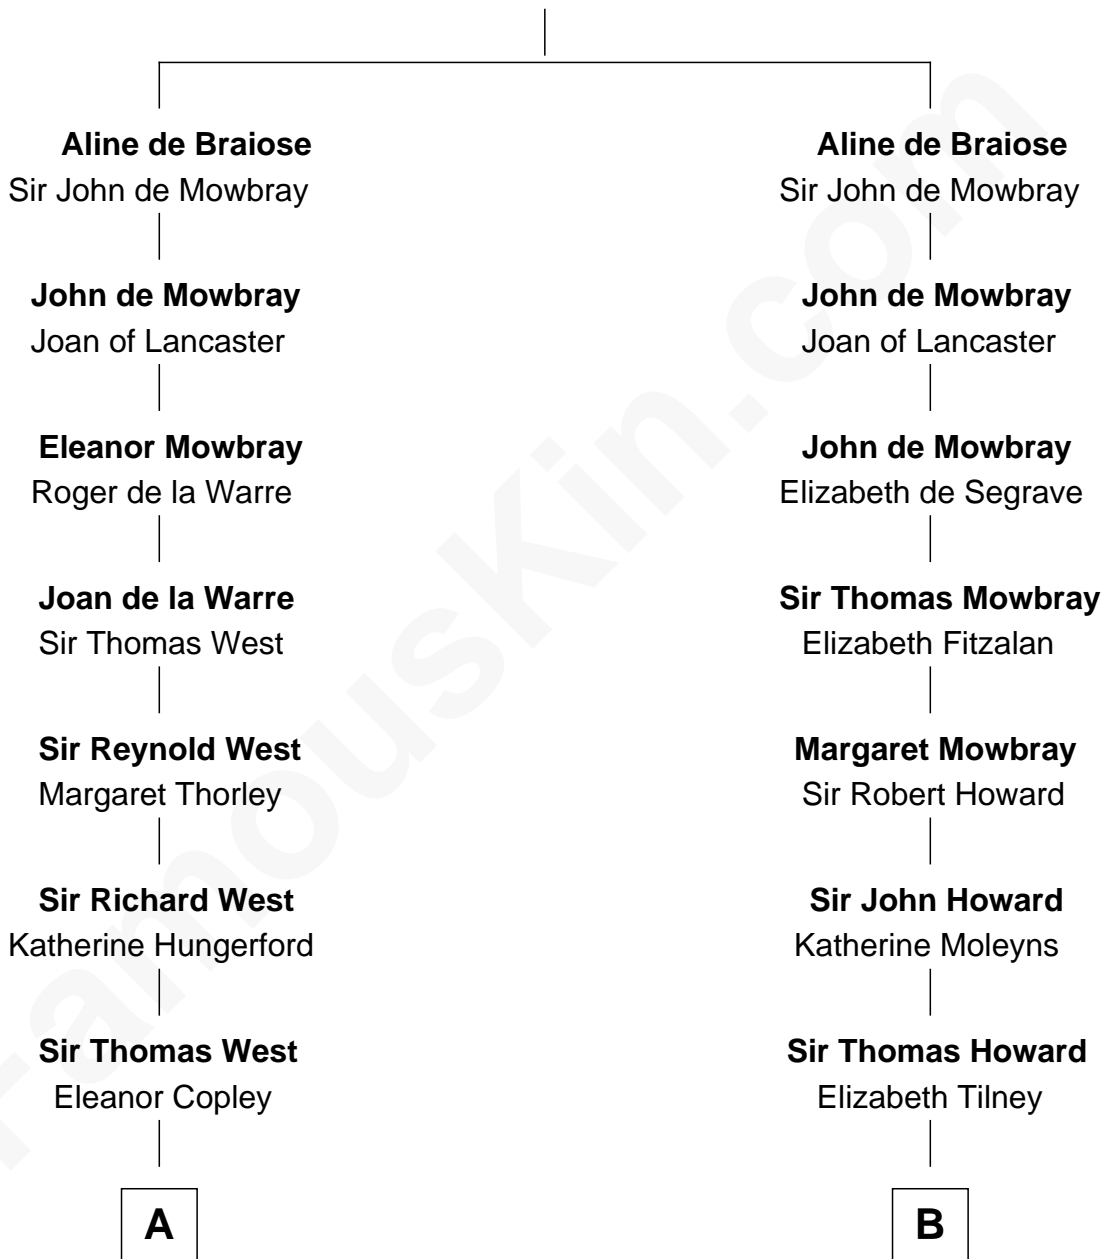 Aline de Braiose
Sir John de Mowbray
John de Mowbray
Joan of Lancaster
Eleanor Mowbray
Roger de la Warre
Joan de la Warre
Sir Thomas West
Sir Reynold West
Margaret Thorley
Sir Richard West
Katherine Hungerford
Sir Thomas West
Eleanor Copley
A
Aline de Braiose
Sir John de Mowbray
John de Mowbray
Joan of Lancaster
John de Mowbray
Elizabeth de Segrave
Sir Thomas Mowbray
Elizabeth Fitzalan
Margaret Mowbray
Sir Robert Howard
Sir John Howard
Katherine Moleyns
Sir Thomas Howard
Elizabeth Tilney
B
FamousKin.com